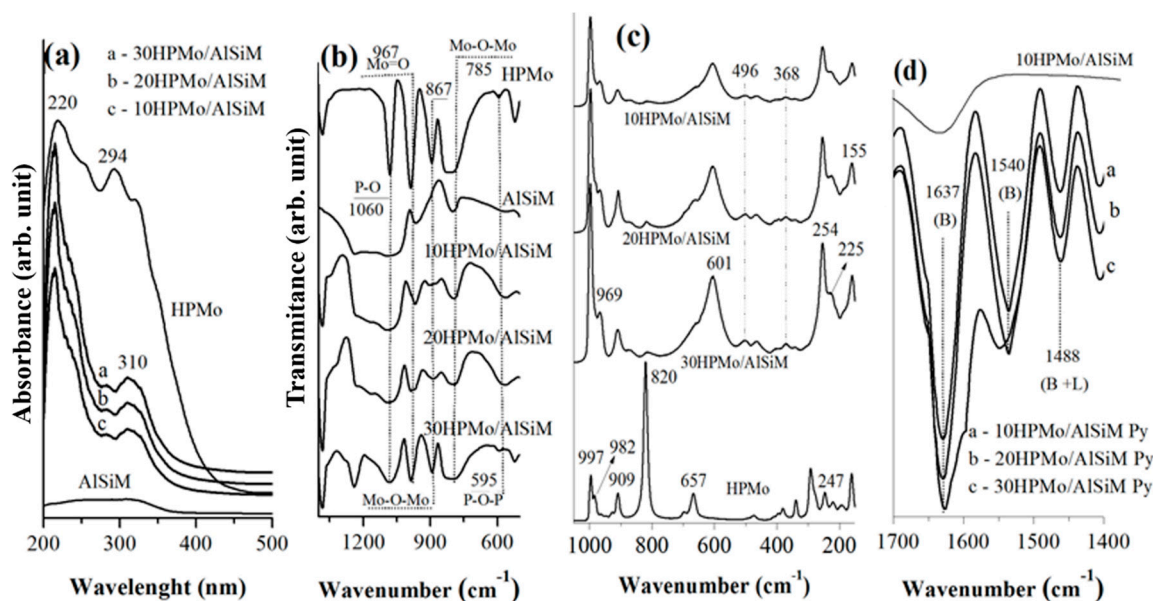 (a)
a - 30HPMo/AlSiM
b - 20HPMo/AlSiM
c - 10HPMo/AlSiM
220
294
HPMo
310
a
b
c
AlSiM
Absorbance (arb. unit)
200 300 400 500
Wavelenght (nm)
(b)
967
Mo=O
Mo-O-Mo
785
HPMo
867
P-O
1060
AlSiM
10HPMo/AlSiM
20HPMo/AlSiM
30HPMo/AlSiM
595
Mo-O-Mo
P-O-P
Transmitance (arb. unit)
1200 900 600
Wavenumber (cm-1)
(c)
496
368
10HPMo/AlSiM
155
20HPMo/AlSiM
254
601
225
969
30HPMo/AlSiM
820
997
982
909
657
HPMo
247
1000 800 600 400 200
Wavenumber (cm-1)
(d)
10HPMo/AlSiM
1637
(B)
1540
(B)
a
b
c
1488
(B +L)
a - 10HPMo/AlSiM Py
b - 20HPMo/AlSiM Py
c - 30HPMo/AlSiM Py
1700 1600 1500 1400
Wavenumber (cm-1)